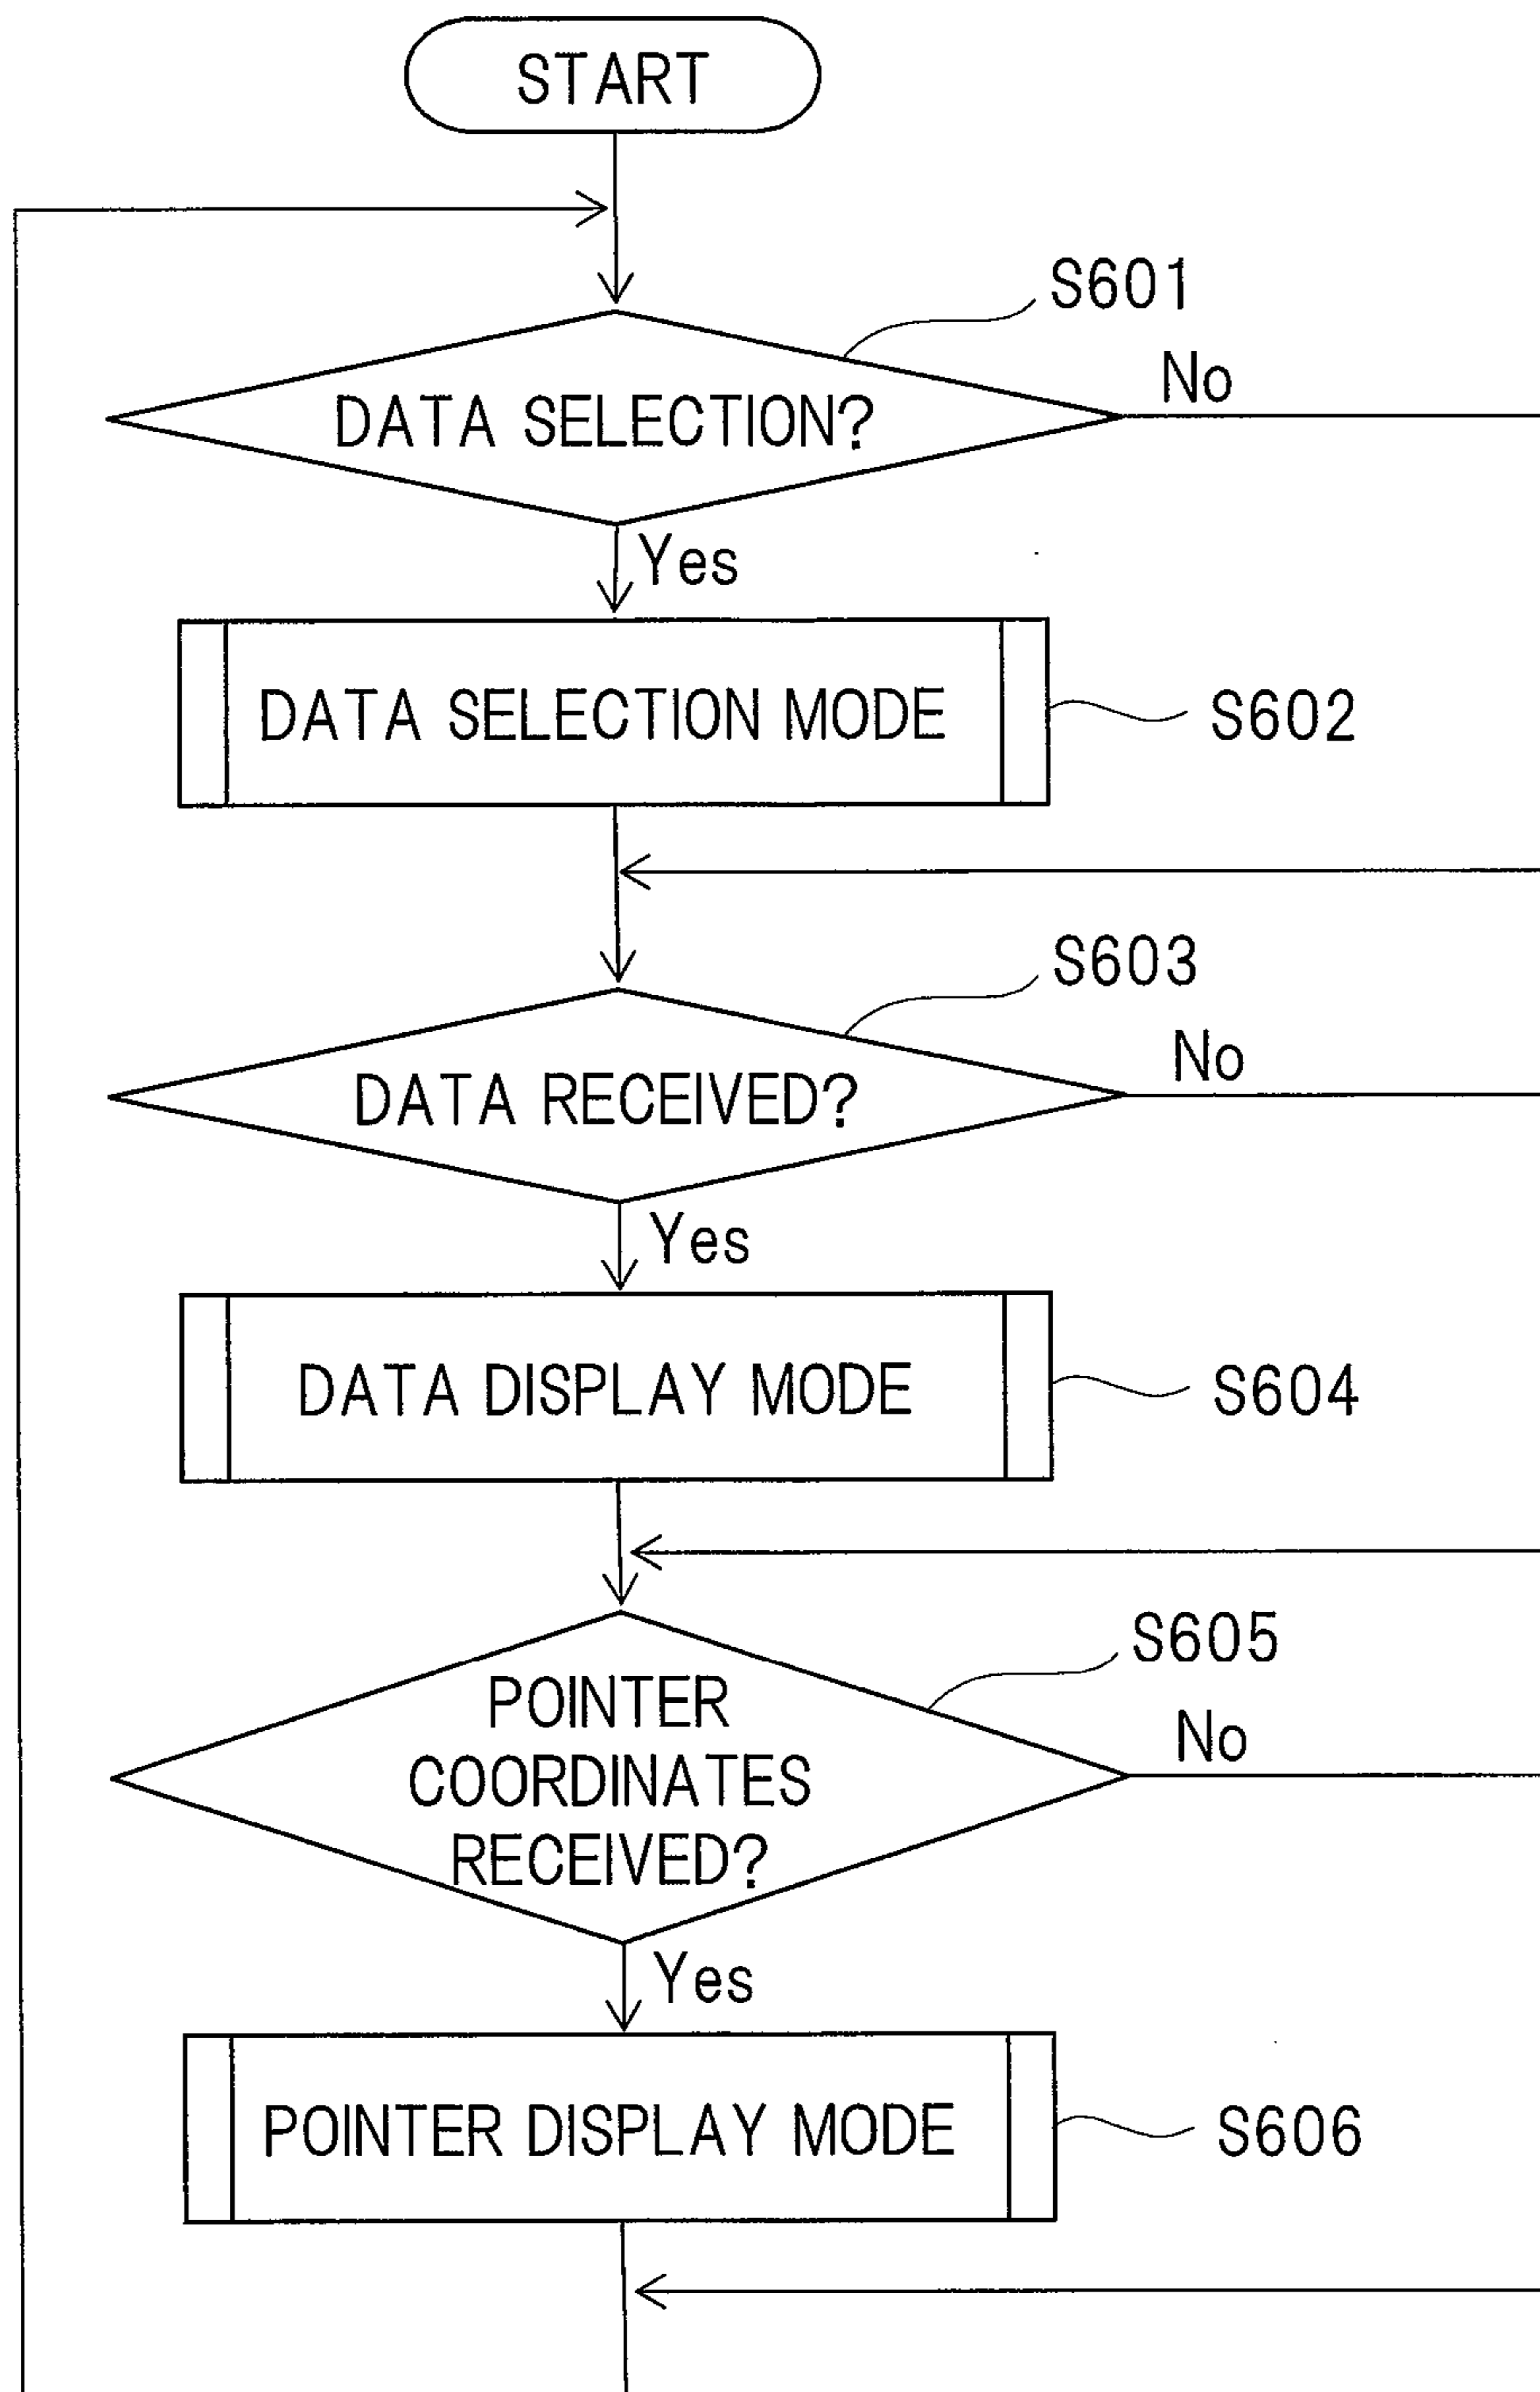 START
S601
No
DATA SELECTION?
Yes
DATA SELECTION MODE
S602
S603
No
DATA RECEIVED?
Yes
DATA DISPLAY MODE
S604
S605
No
POINTER
COORDINATES
RECEIVED?
Yes
POINTER DISPLAY MODE
S606